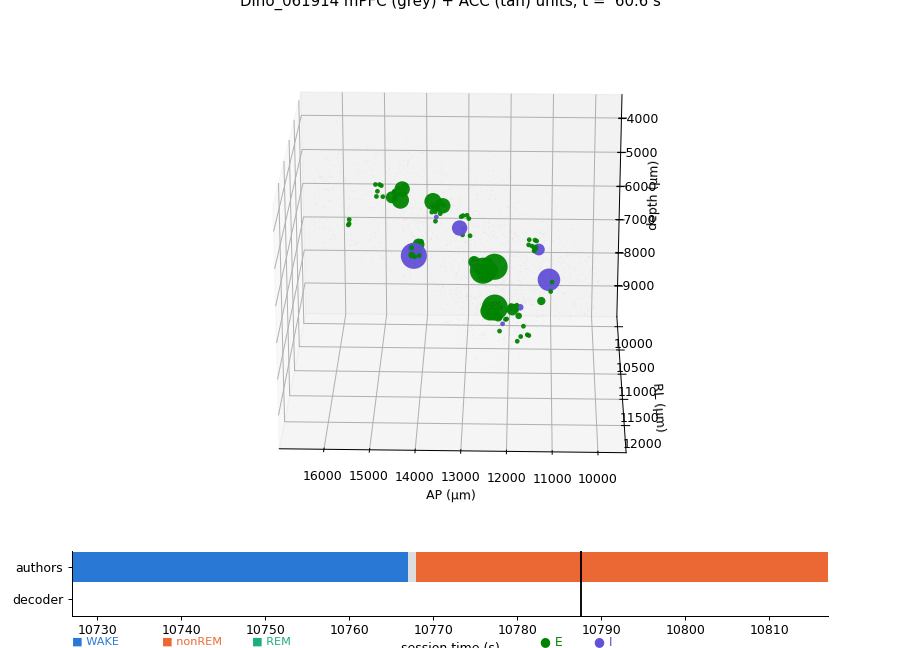 Dino_061914 mPFC (grey) + ACC (tan) units, t = 60.6 s
4000
5000
6000
7000
8000
9000
depth (μm)
10000
10500
11000
11500
12000
RL (μm)
16000 15000 14000 13000 12000 11000 10000
AP (μm)
authors
decoder
10730 10740 10750 10760 10770 10780 10790 10800 10810
session time (s)
WAKE nonREM REM E I